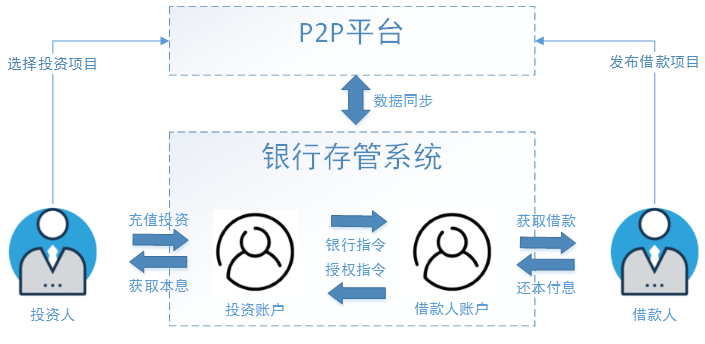 P2P平台
选择投资项目
发布借款项目
数据同步
银行存管系统
充值投资
获取本息
银行指令
授权指令
获取借款
还本付息
投资人
投资账户
借款人账户
借款人